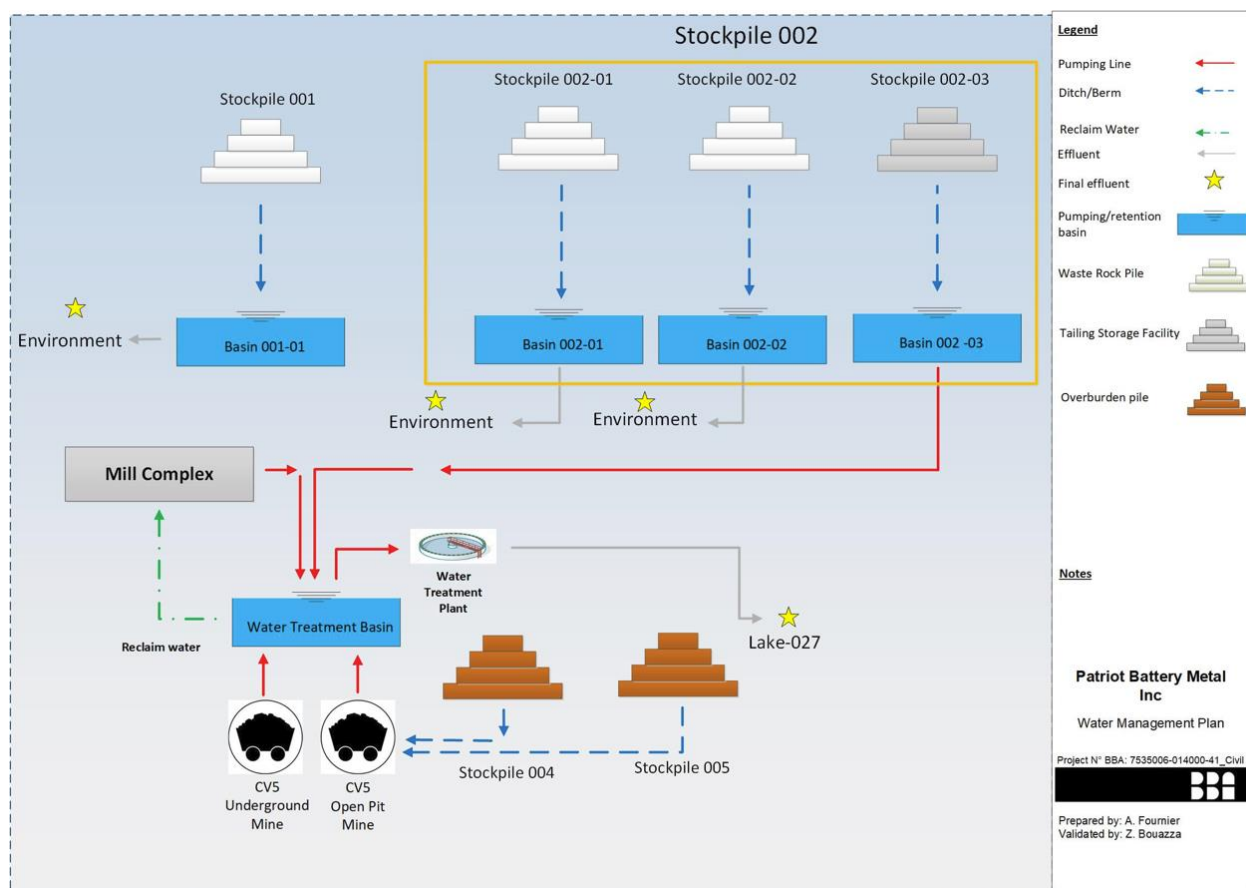 Stockpile 002
Stockpile 001
Stockpile 002-01
Stockpile 002-02
Stockpile 002-03
Environment
Basin 001-01
Basin 002-01
Basin 002-02
Basin 002 -03
Environment
Environment
Mill Complex
Water
Treatment
Plant
Water Treatment Basin
Reclaim water
Lake-027
CV5
Underground
Mine
CV5
Open Pit
Mine
Stockpile 004
Stockpile 005
Legend
Pumping Line
Ditch/Berm
Reclaim Water
Effluent
Final effluent
Pumping/retention
basin
Waste Rock Pile
Tailing Storage Facility
Overburden pile
Notes
Patriot Battery Metal
Inc
Water Management Plan
Project N° BBA: 7535006-014000-41_Civil
BBA
Prepared by: A. Fournier
Validated by: Z. Bouazza